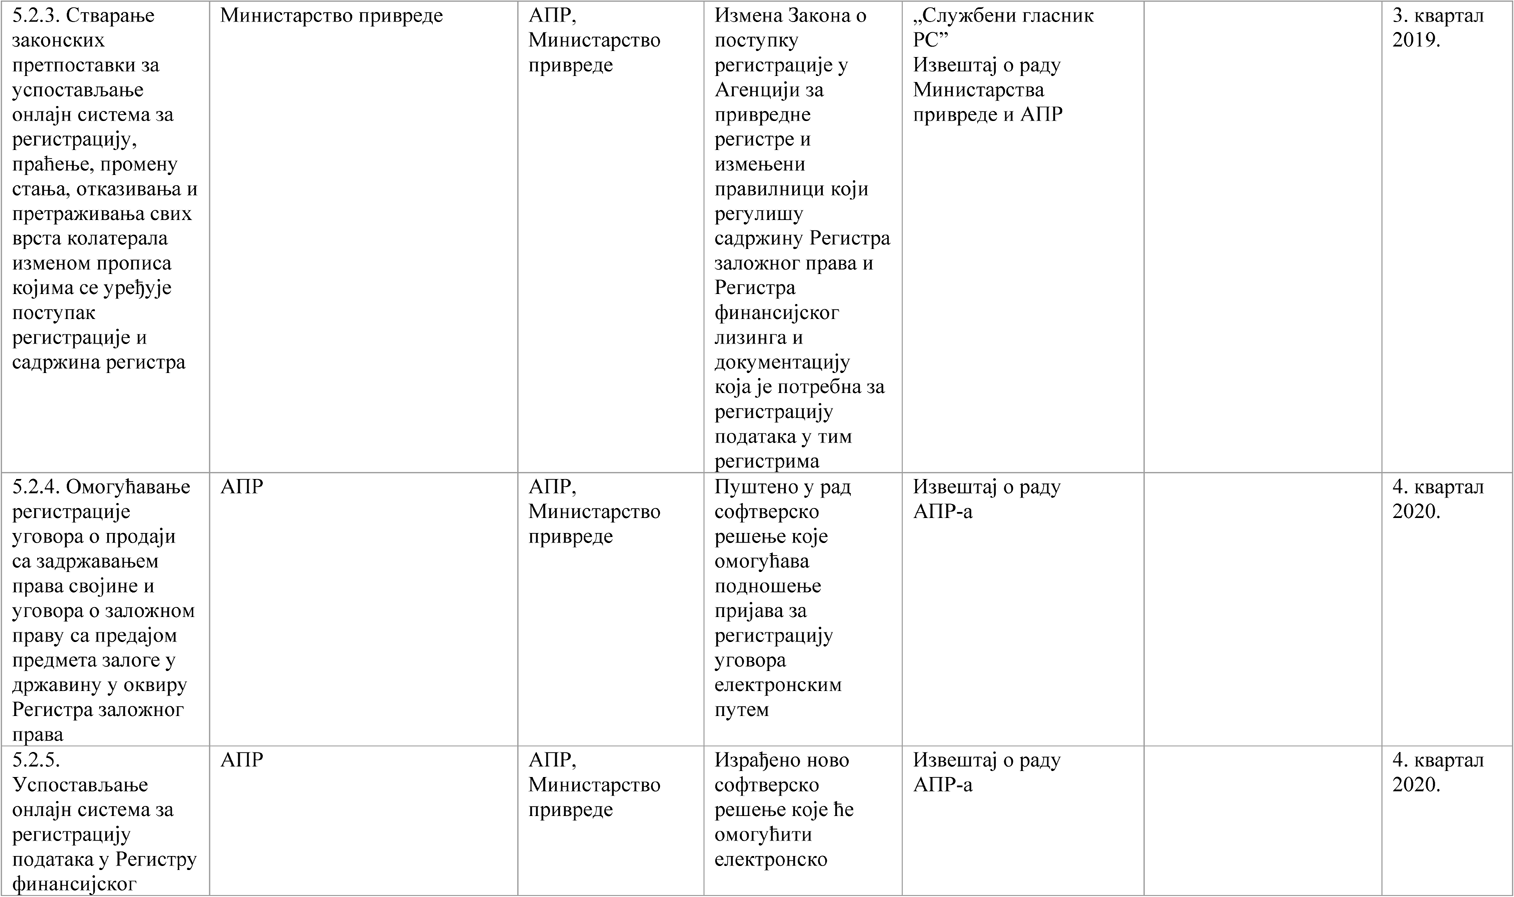 5.2.3. Стварање
законских
претпоставки за
успостављање
онлајн система за
регистрацију,
праћење, промену
стања, отказивања и
претраживања свих
врста колатерала
изменом прописа
којима се уређује
поступак
регистрације и
садржина регистра
Министарство привреде
АПР,
Министарство
привреде
Измена Закона о
поступку
регистрације у
Агенцији за
привредне
регистре и
измењени
правилници који
регулишу
садржину Регистра
заложног права и
Регистра
финансијског
лизинга и
документацију
која је потребна за
регистрацију
података у тим
регистрима
„Службени гласник
РС”
Извештај о раду
Министарства
привреде и АПР
3. квартал
2019.
5.2.4. Омогућавање
регистрације
уговора о продаји
са задржавањем
права својине и
уговора о заложном
праву са предајом
предмета залоге у
државину у оквиру
Регистра заложног
права
АПР
АПР,
Министарство
привреде
Пуштено у рад
софтверско
решење које
омогућава
подношење
пријава за
регистрацију
уговора
електронским
путем
Извештај о раду
АПР-а
4. квартал
2020.
5.2.5.
Успостављање
онлајн система за
регистрацију
података у Регистру
финансијског
АПР
АПР,
Министарство
привреде
Израђено ново
софтверско
решење које ће
омогућити
електронско
Извештај о раду
АПР-а
4. квартал
2020.